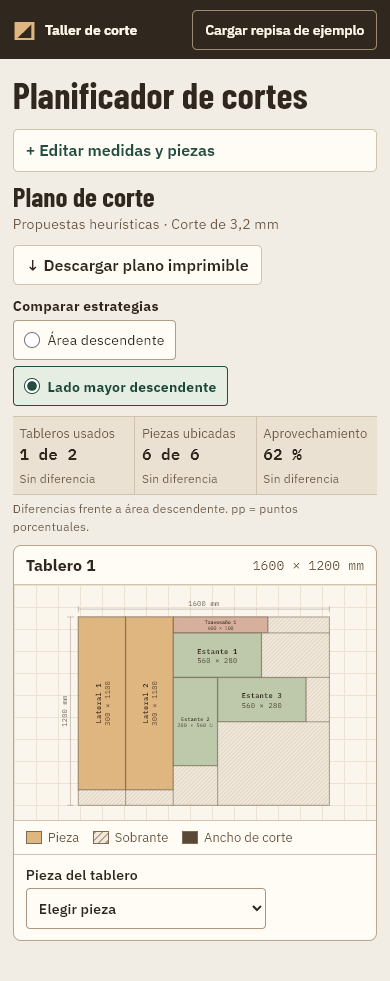 Taller de corte
Cargar repisa de ejemplo
Planificador de cortes
+ Editar medidas y piezas
Plano de corte
Propuestas heurísticas · Corte de 3,2 mm
↓ Descargar plano imprimible
Comparar estrategias
Área descendente
Lado mayor descendente
Tableros usados
1 de 2
Sin diferencia
Piezas ubicadas
6 de 6
Sin diferencia
Aprovechamiento
62 %
Sin diferencia
Diferencias frente a área descendente. pp = puntos
porcentuales.
Tablero 1
1600 × 1200 mm
1600 mm
1200 mm
Lateral 1
300 × 1100
Lateral 2
300 × 1100
Travesaño 1
600 × 100
Estante 1
560 × 280
Estante 2
280 × 560 ↻
Estante 3
560 × 280
Pieza
Sobrante
Ancho de corte
Pieza del tablero
Elegir pieza